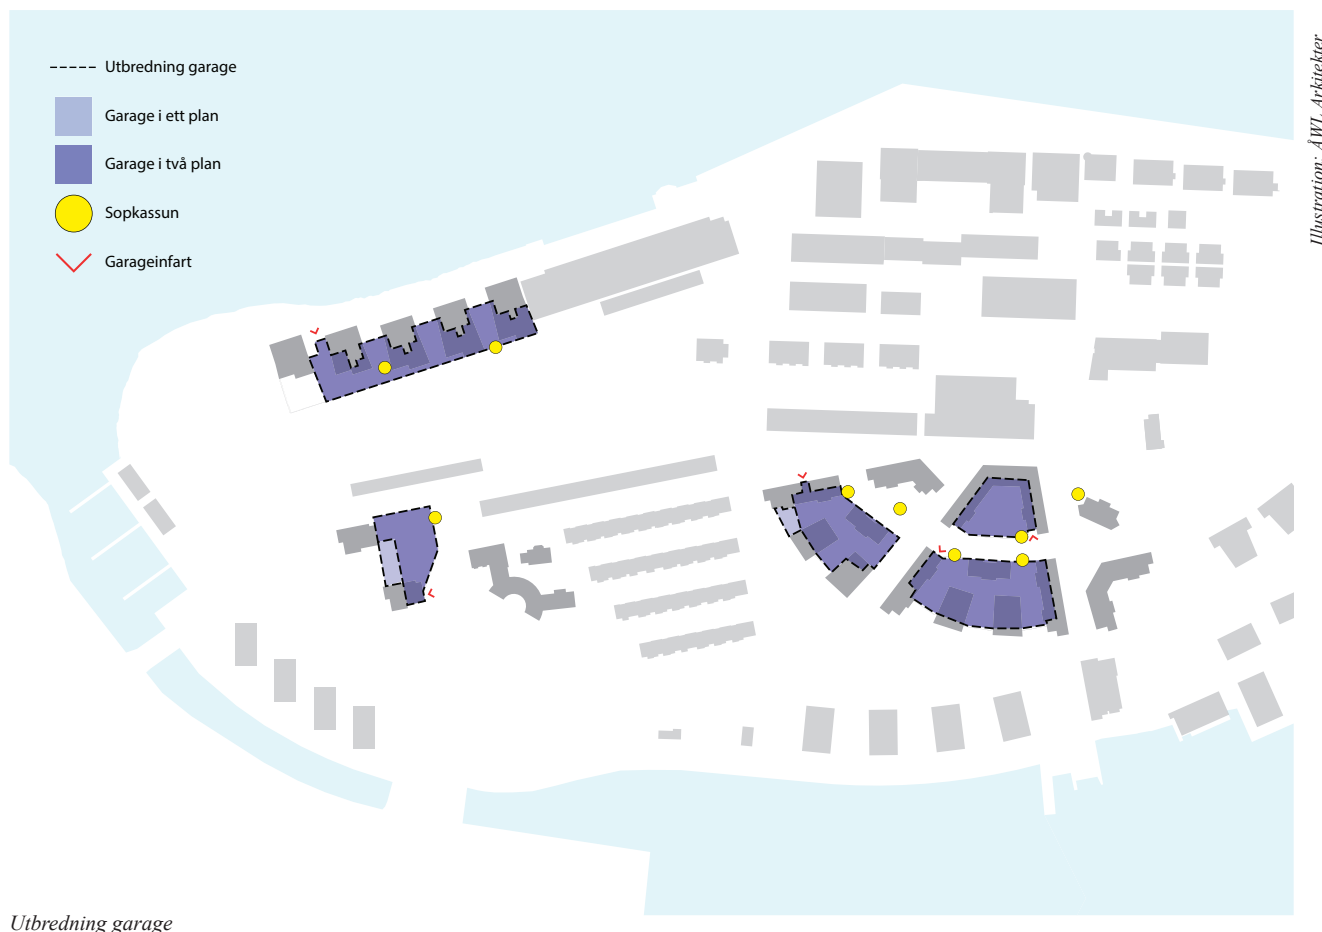 Utbredning garage
Garage i ett plan
Garage i två plan
Sopkassun
Garageinfart
Illustration: ÅWL Arkitekter
Utbredning garage